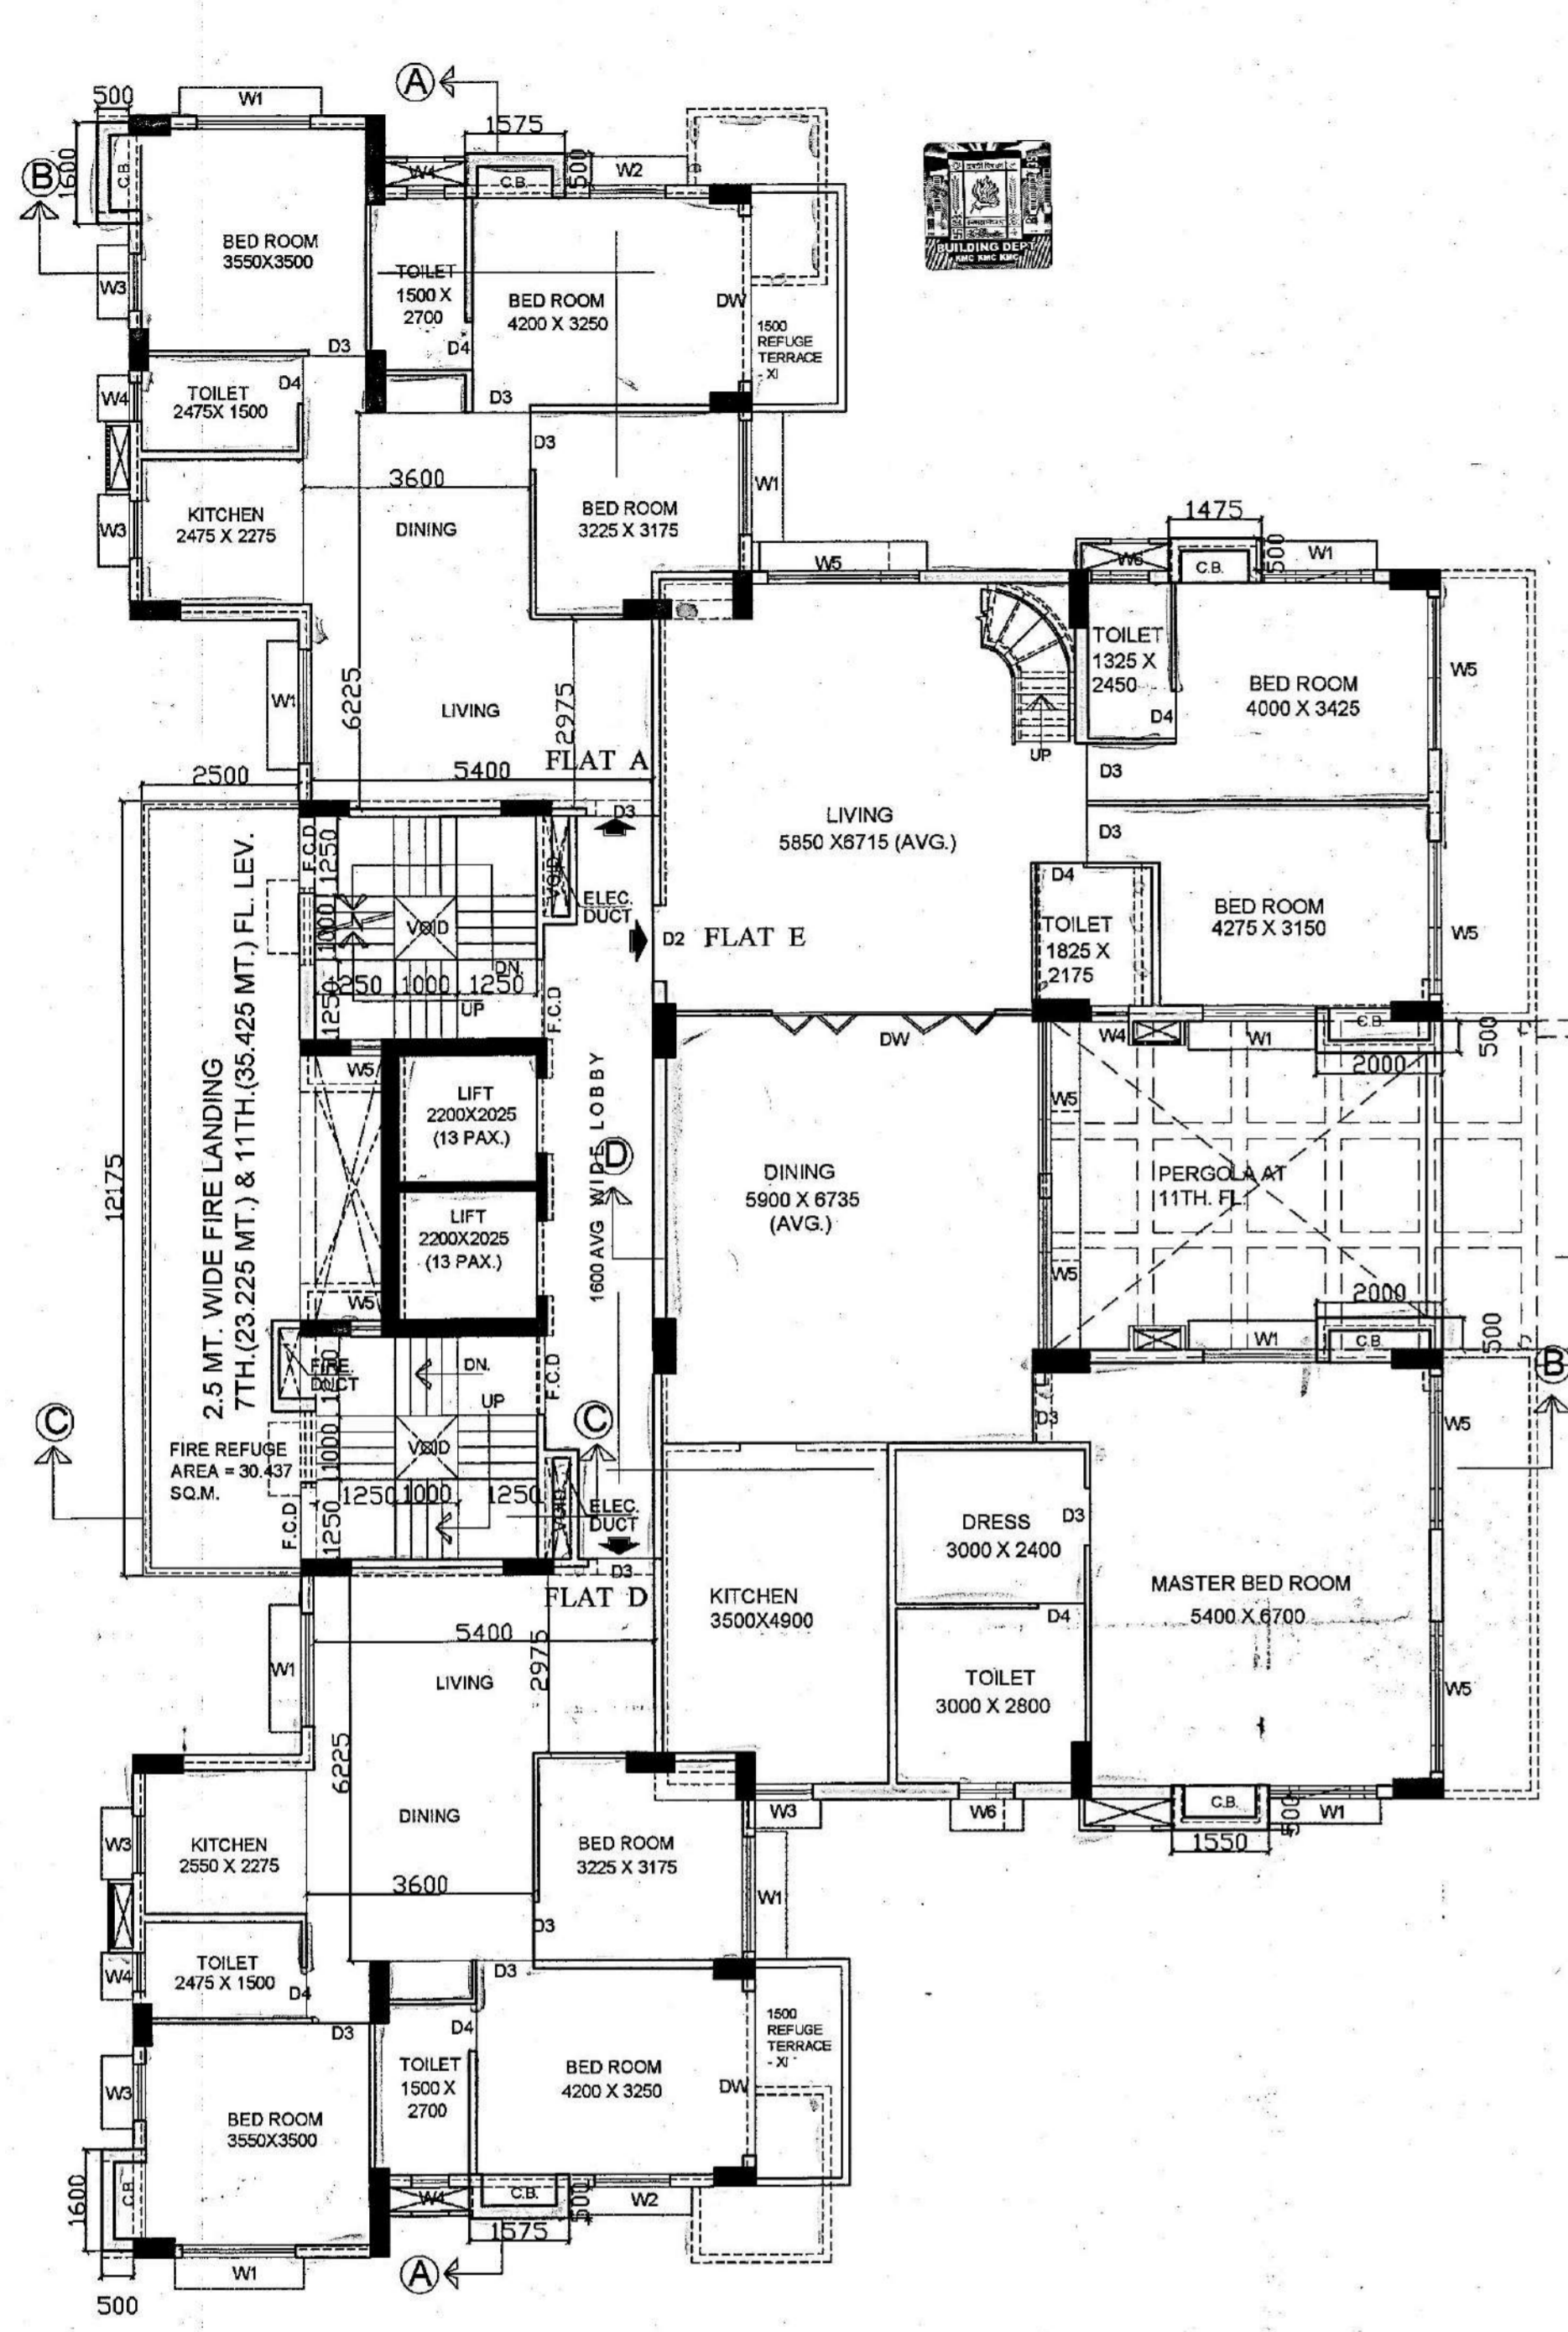 A
500
W1
1575
B
1600
C.B.
W4
C.B.
500
W2
BUILDING DEPT
KMC KMC KMC
BED ROOM
3550X3500
W3
TOILET
1500 X
2700
BED ROOM
4200 X 3250
DW
1500
REFUGE
TERRACE
- XI
D3
D4
D4
TOILET
2475X 1500
W4
D3
D3
3600
W1
KITCHEN
2475 X 2275
W3
DINING
BED ROOM
3225 X 3175
1475
W5
W6
C.B.
500
W1
W1
6225
LIVING
2975
TOILET
1325 X
2450
D4
BED ROOM
4000 X 3425
W5
UP
2500
5400
FLAT A
D3
D3
LIVING
5850 X6715 (AVG.)
D3
F.C.D
1250
VOID
ELEC.
DUCT
D4
1000
VOID
D2
FLAT E
TOILET
1825 X
2175
BED ROOM
4275 X 3150
W5
DN.
1250
1000
1250
UP
1250
F.C.D
DW
W4
W1
C.B.
500
2000
W5
LIFT
2200X2025
(13 PAX.)
W5
12175
2.5 MT. WIDE FIRE LANDING
7TH.(23.225 MT.) & 11TH.(35.425 MT.) FL. LEV.
1600 AVG WIDE LOBBY
D
DINING
5900 X 6735
(AVG.)
PERGOLA AT
11TH. FL.
LIFT
2200X2025
(13 PAX.)
W5
W5
2000
500
W1
C.B.
B
FIRE
DUCT
1250
DN.
UP
F.C.D
C
C
D3
W5
FIRE REFUGE
AREA = 30.437
SQ.M.
1000
VOID
1250
1000
1250
F.C.D
1250
VOID
ELEC.
DUCT
D3
DRESS
3000 X 2400
D3
FLAT D
KITCHEN
3500X4900
D4
MASTER BED ROOM
5400 X 6700
5400
W1
LIVING
2975
TOILET
3000 X 2800
W5
6225
W3
W6
C.B.
500
W1
1550
DINING
W3
KITCHEN
2550 X 2275
BED ROOM
3225 X 3175
3600
W1
D3
TOILET
2475 X 1500
W4
D4
D3
D3
D4
1500
REFUGE
TERRACE
- XI
TOILET
1500 X
2700
BED ROOM
4200 X 3250
DW
W3
BED ROOM
3550X3500
1600
C.B.
W4
C.B.
500
W2
1575
W1
A
500